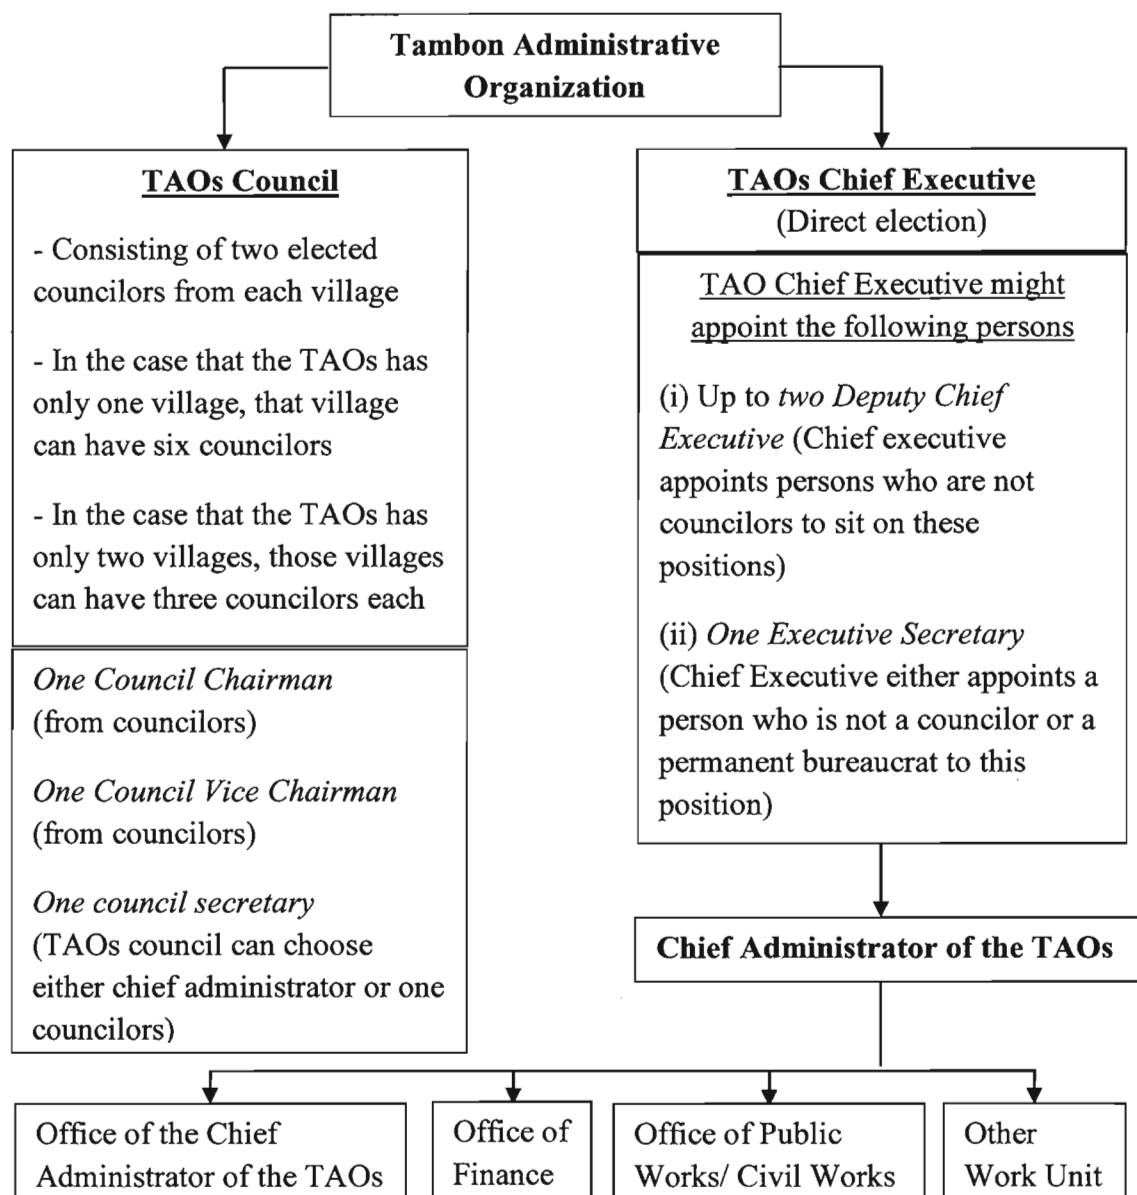 Tambon Administrative
Organization
TAOs Council
- Consisting of two elected
councilors from each village
- In the case that the TAOs has
only one village, that village
can have six councilors
- In the case that the TAOs has
only two villages, those villages
can have three councilors each
One Council Chairman
(from councilors)
One Council Vice Chairman
(from councilors)
One council secretary
(TAOs council can choose
either chief administrator or one
councilors)
TAOs Chief Executive
(Direct election)
TAO Chief Executive might
appoint the following persons
(i) Up to two Deputy Chief
Executive (Chief executive
appoints persons who are not
councilors to sit on these
positions)
(ii) One Executive Secretary
(Chief Executive either appoints a
person who is not a councilor or a
permanent bureaucrat to this
position)
Chief Administrator of the TAOs
Office of the Chief
Administrator of the TAOs
Office of
Finance
Office of Public
Works/ Civil Works
Other
Work Unit